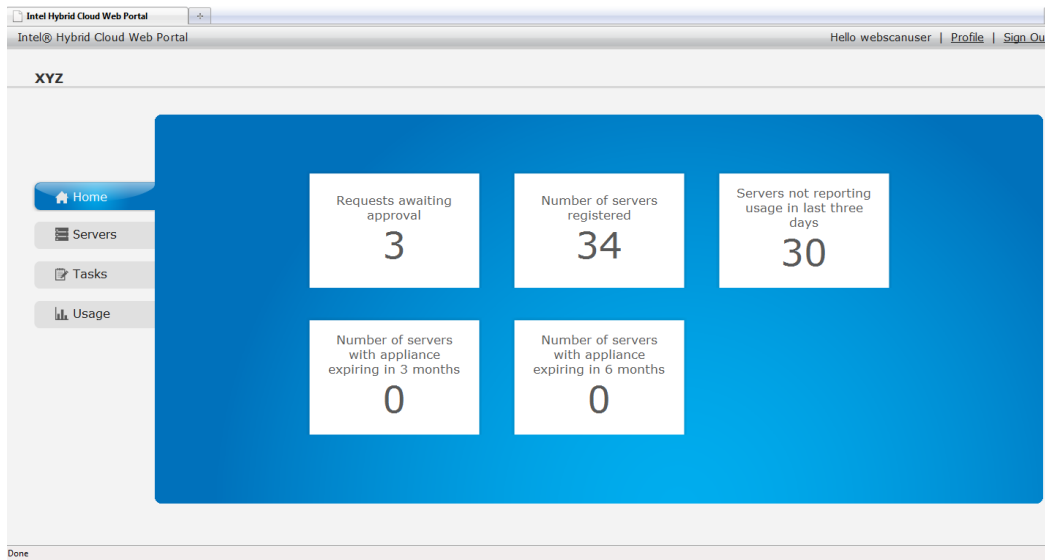 Intel Hybrid Cloud Web Portal
Intel® Hybrid Cloud Web Portal
Hello webscanuser | Profile | Sign Ou
XYZ
Home
Servers
Tasks
Usage
Requests awaiting
approval
3
Number of servers
registered
34
Servers not reporting
usage in last three
days
30
Number of servers
with appliance
expiring in 3 months
0
Number of servers
with appliance
expiring in 6 months
0
Done